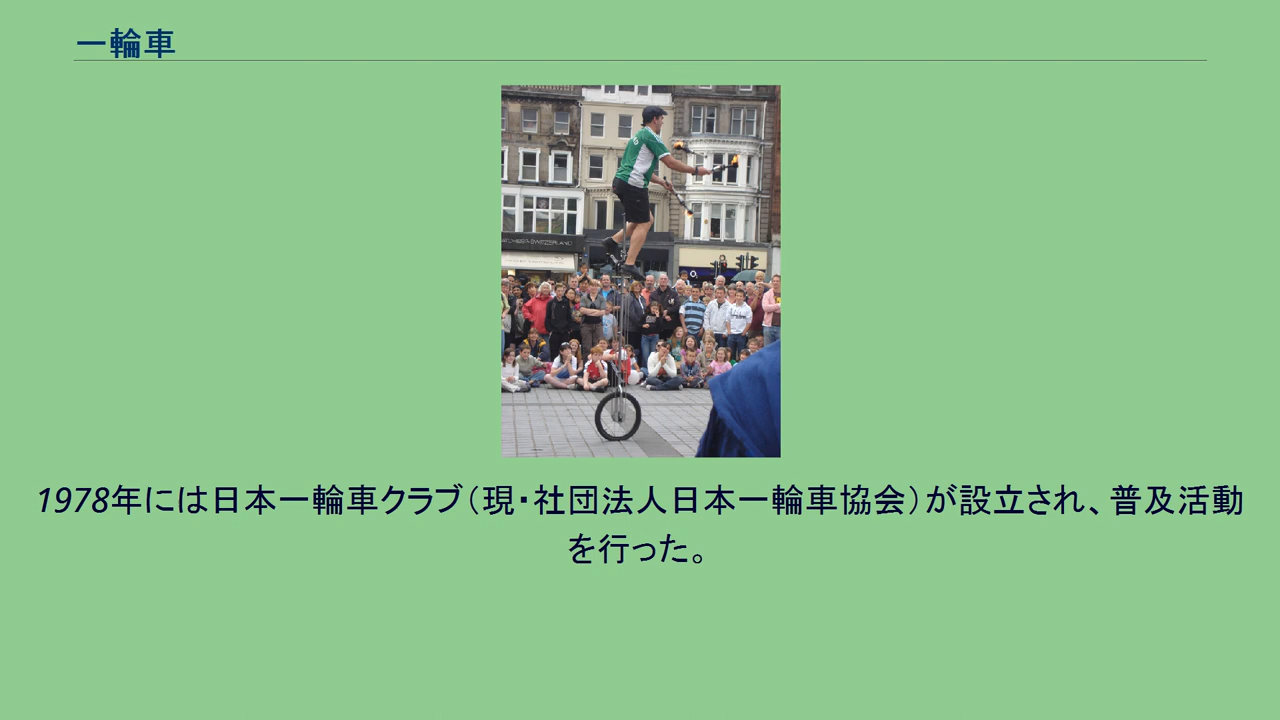 一輪車
1978年には日本一輪車クラブ（現・社団法人日本一輪車協会）が設立され、普及活動
を行った。